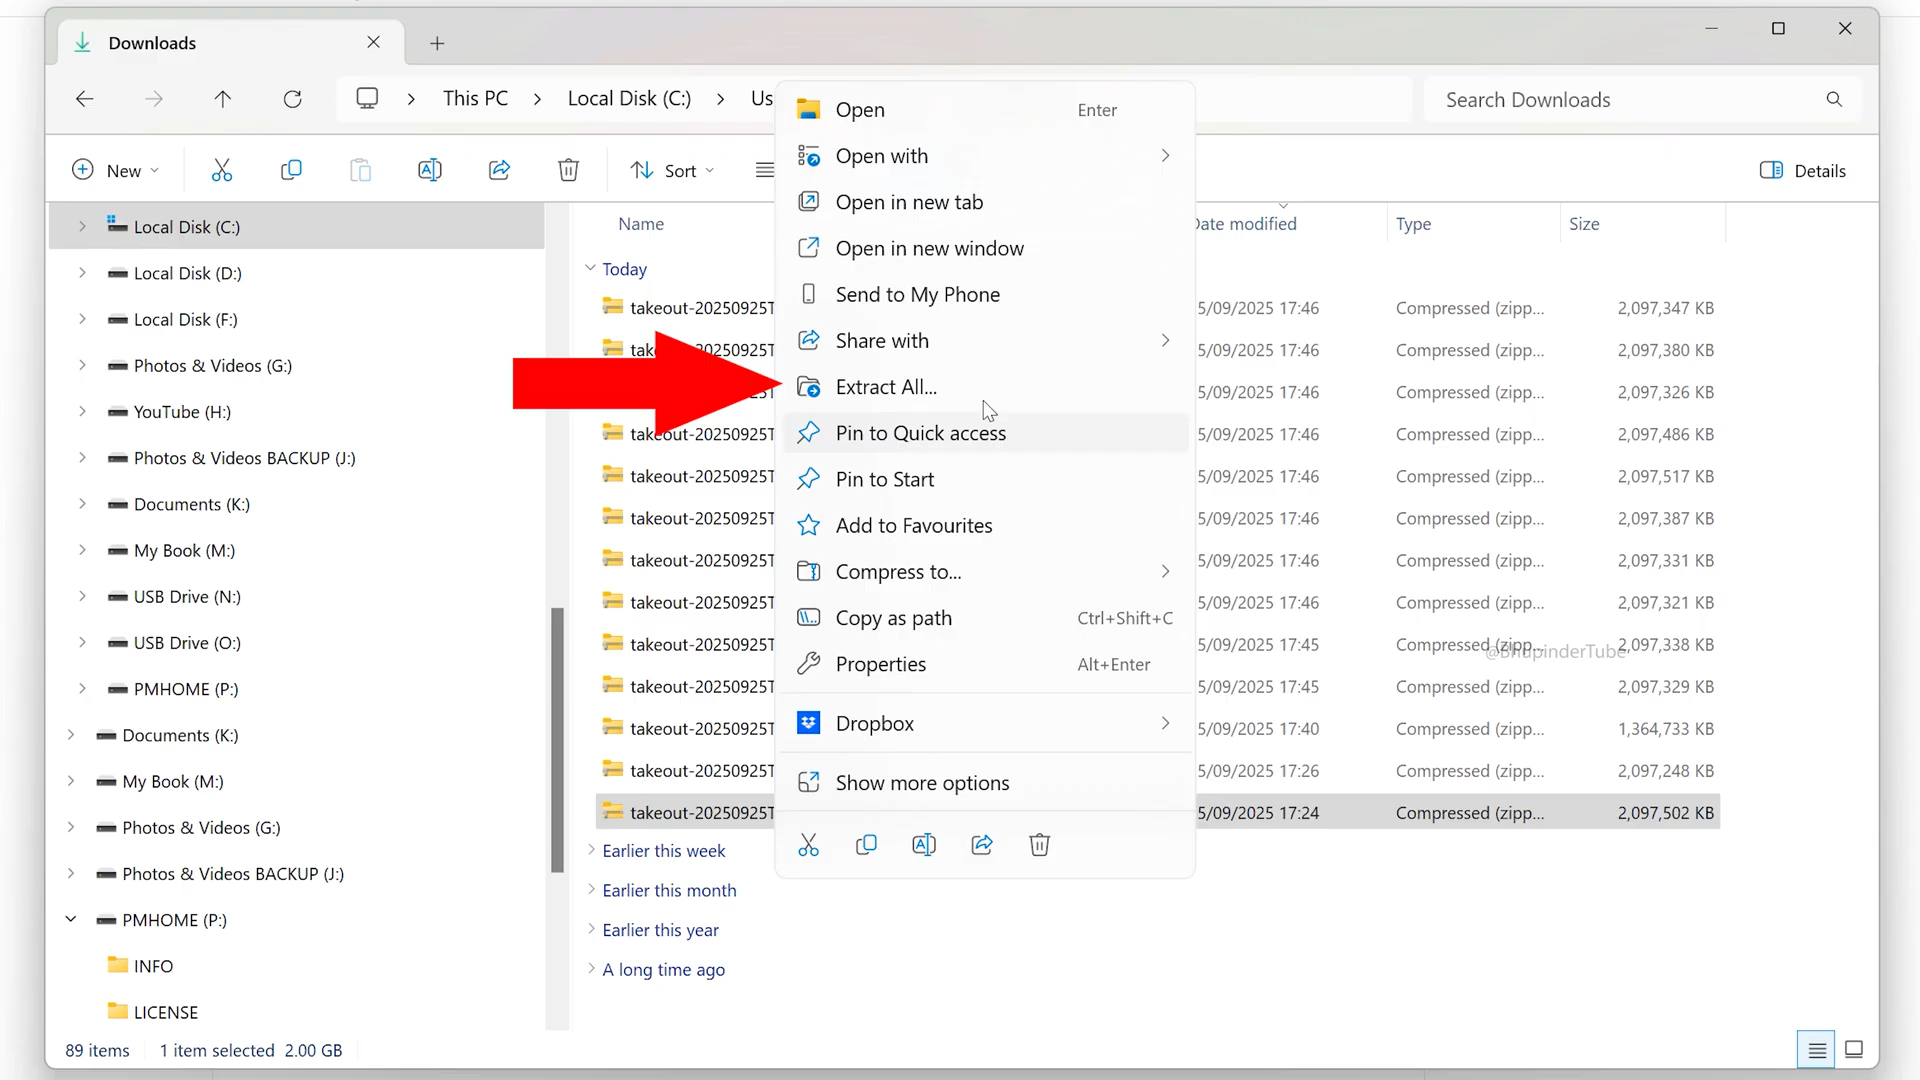 Downloads
This PC
Local Disk (C:)
Us
Search Downloads
New
Sort
Details
Local Disk (C:)
Local Disk (D:)
Local Disk (F:)
Photos & Videos (G:)
YouTube (H:)
Photos & Videos BACKUP (J:)
Documents (K:)
My Book (M:)
USB Drive (N:)
USB Drive (O:)
PMHOME (P:)
Documents (K:)
My Book (M:)
Photos & Videos (G:)
Photos & Videos BACKUP (J:)
PMHOME (P:)
INFO
LICENSE
Name
Date modified
Type
Size
Today
takeout-20250925T 5/09/2025 17:46 Compressed (zipp... 2,097,347 KB
tak 20250925T 5/09/2025 17:46 Compressed (zipp... 2,097,380 KB
5/09/2025 17:46 Compressed (zipp...
takeout-20250925T 5/09/2025 17:46 Compressed (zipp... 2,097,486 KB
takeout-20250925T 5/09/2025 17:46 Compressed (zipp... 2,097,517 KB
takeout-20250925T 5/09/2025 17:46 Compressed (zipp... 2,097,387 KB
takeout-20250925T 5/09/2025 17:46 Compressed (zipp... 2,097,331 KB
takeout-20250925T 5/09/2025 17:46 Compressed (zipp... 2,097,321 KB
takeout-20250925T 5/09/2025 17:45 Compressed (zipp... 2,097,338 KB
@BhupinderTube
takeout-20250925T 5/09/2025 17:45 Compressed (zipp... 2,097,329 KB
takeout-20250925T 5/09/2025 17:40 Compressed (zipp... 1,364,733 KB
takeout-20250925T 5/09/2025 17:26 Compressed (zipp... 2,097,248 KB
takeout-20250925T 5/09/2025 17:24 Compressed (zipp... 2,097,502 KB
Earlier this week
Earlier this month
Earlier this year
A long time ago
Open Enter
Open with
Open in new tab
Open in new window
Send to My Phone
Share with
Extract All...
Pin to Quick access
Pin to Start
Add to Favourites
Compress to...
Copy as path Ctrl+Shift+C
Properties Alt+Enter
Dropbox
Show more options
89 items 1 item selected 2.00 GB